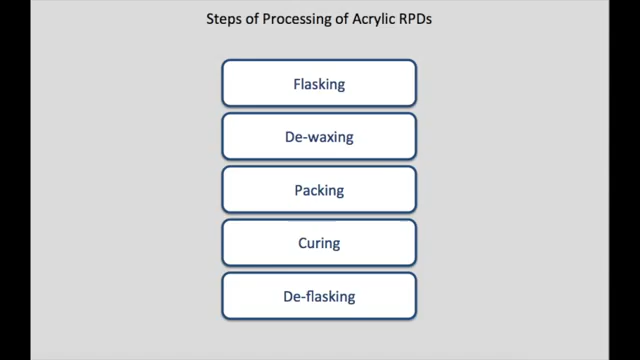 Steps of Processing of Acrylic RPDs
Flasking
De-waxing
Packing
Curing
De-flasking